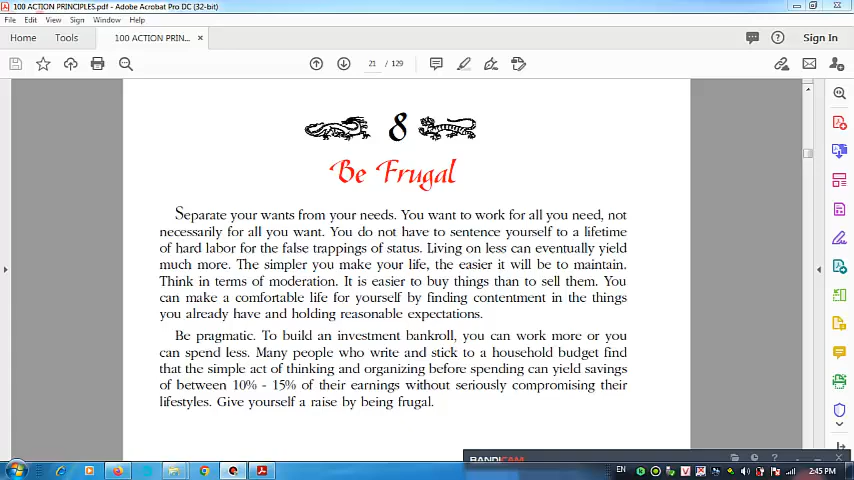 100 ACTION PRINCIPLES.pdf - Adobe Acrobat Pro DC (32-bit)
File Edit View Sign Window Help
Home Tools 100 ACTION PRIN... × Sign In
21 / 129
8
Be Frugal
Separate your wants from your needs. You want to work for all you need, not
necessarily for all you want. You do not have to sentence yourself to a lifetime
of hard labor for the false trappings of status. Living on less can eventually yield
much more. The simpler you make your life, the easier it will be to maintain.
Think in terms of moderation. It is easier to buy things than to sell them. You
can make a comfortable life for yourself by finding contentment in the things
you already have and holding reasonable expectations.
Be pragmatic. To build an investment bankroll, you can work more or you
can spend less. Many people who write and stick to a household budget find
that the simple act of thinking and organizing before spending can yield savings
of between 10% - 15% of their earnings without seriously compromising their
lifestyles. Give yourself a raise by being frugal.
BANDICAM
EN 2:45 PM